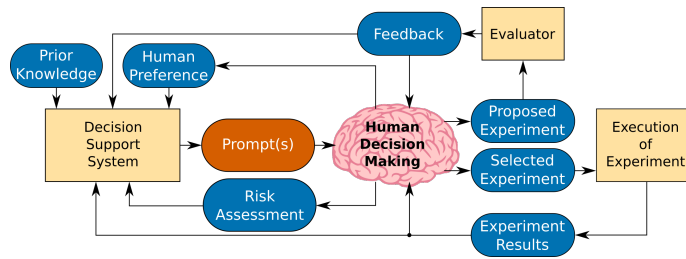 Feedback
Evaluator
Prior
Knowledge
Human
Preference
Decision
Support
System
Prompt(s)
Human
Decision
Making
Proposed
Experiment
Selected
Experiment
Execution
of
Experiment
Risk
Assessment
Experiment
Results